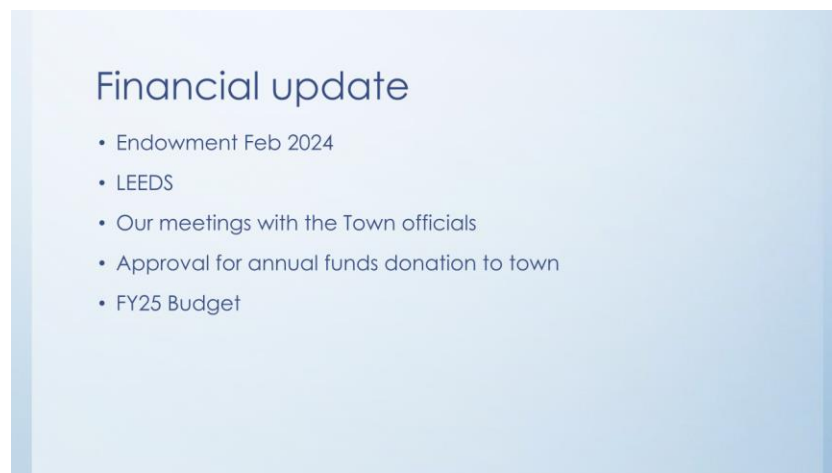 Financial update
• Endowment Feb 2024
• LEEDS
• Our meetings with the Town officials
• Approval for annual funds donation to town
• FY25 Budget